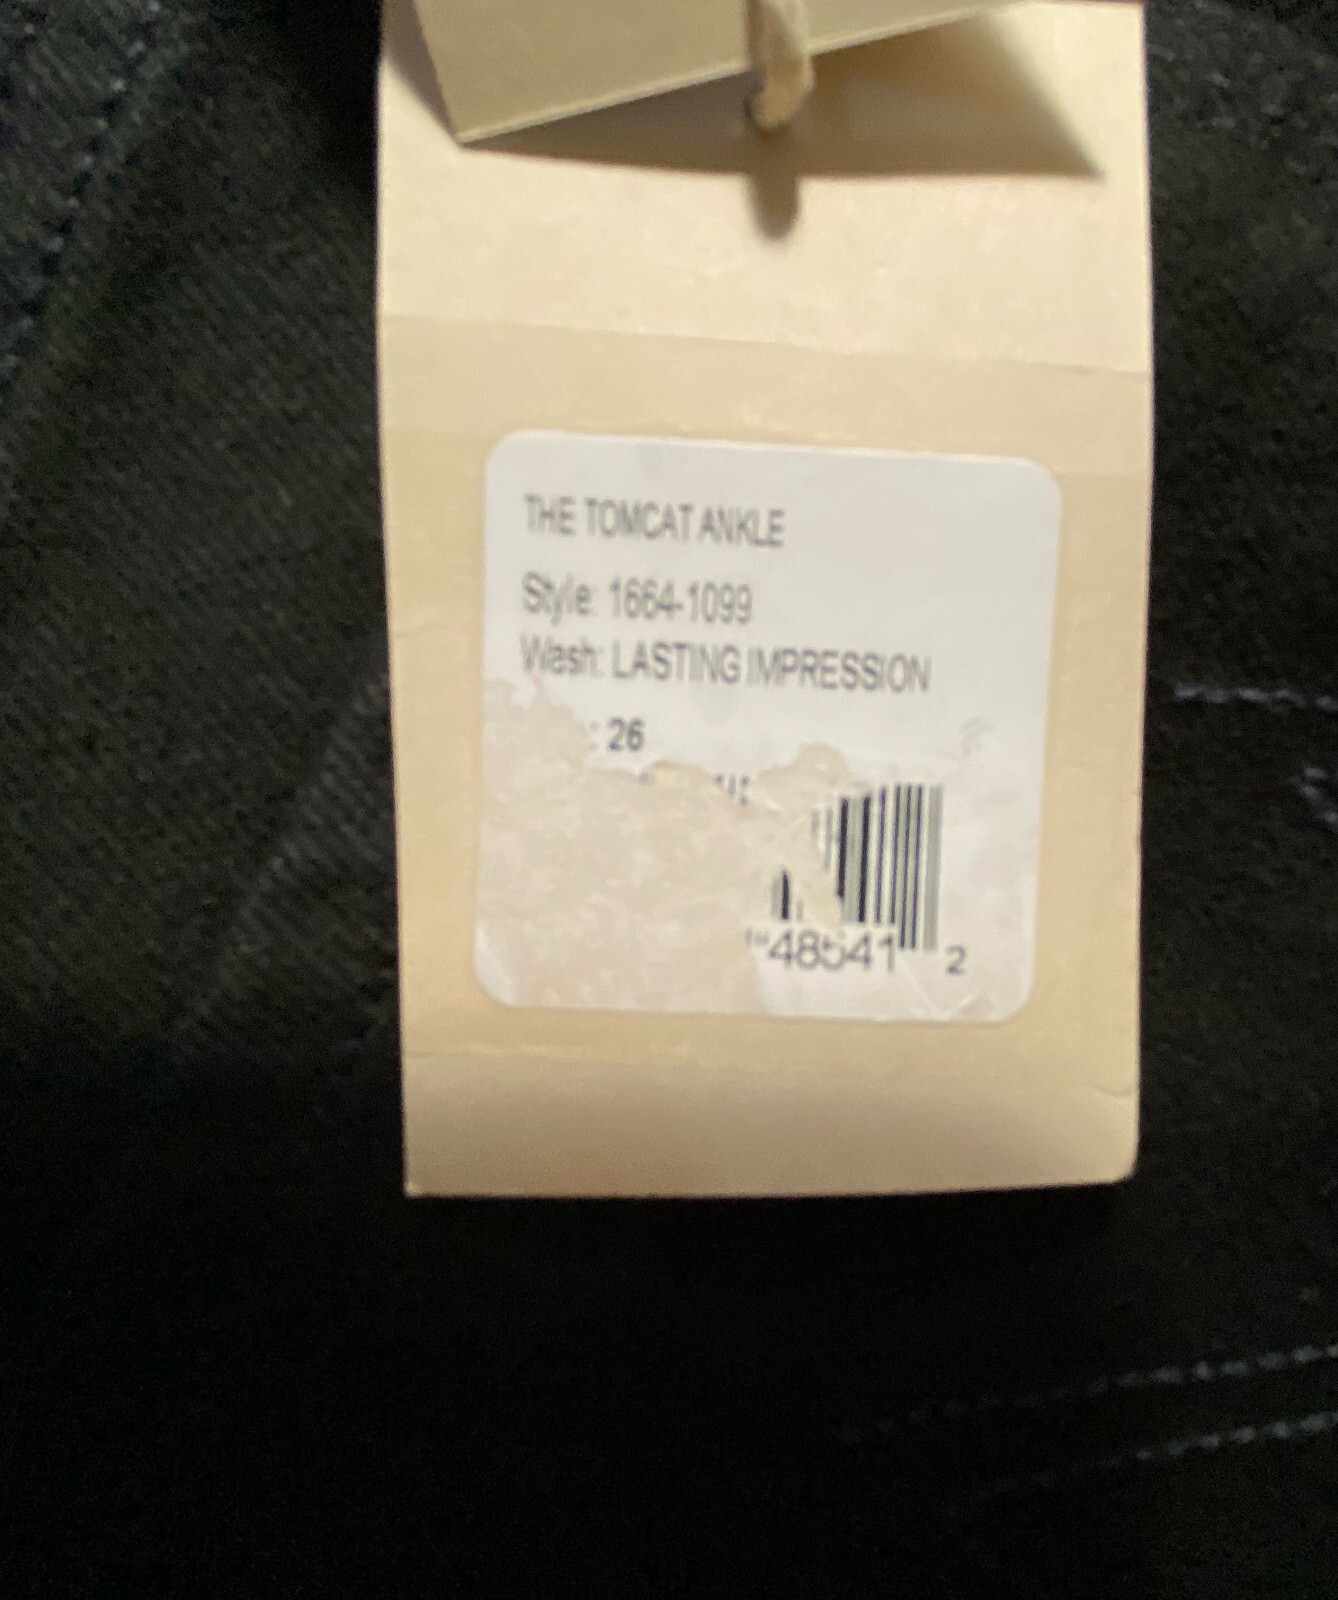 THE TOMCAT ANKLE
Style: 1664-1099
Wash: LASTING IMPRESSION
: 26
48541 2